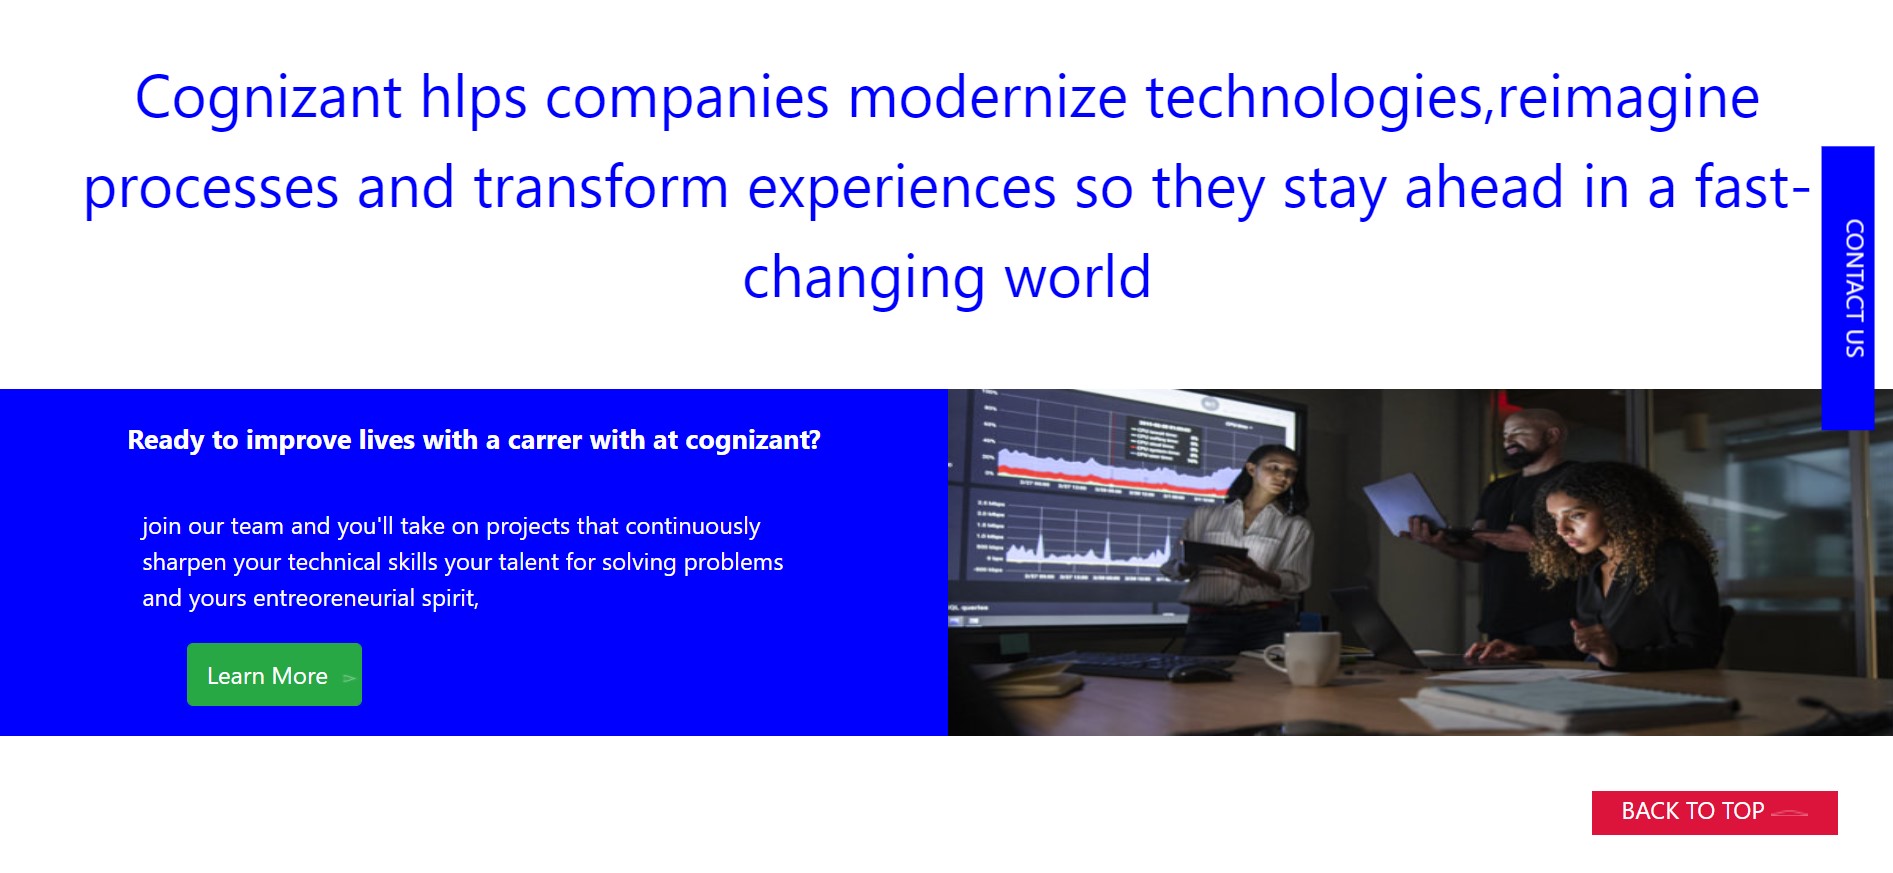 Cognizant hlps companies modernize technologies,reimagine
processes and transform experiences so they stay ahead in a fast-
changing world
CONTACT US
Ready to improve lives with a carrer with at cognizant?
join our team and you'll take on projects that continuously
sharpen your technical skills your talent for solving problems
and yours entreoreneurial spirit,
Learn More
BACK TO TOP